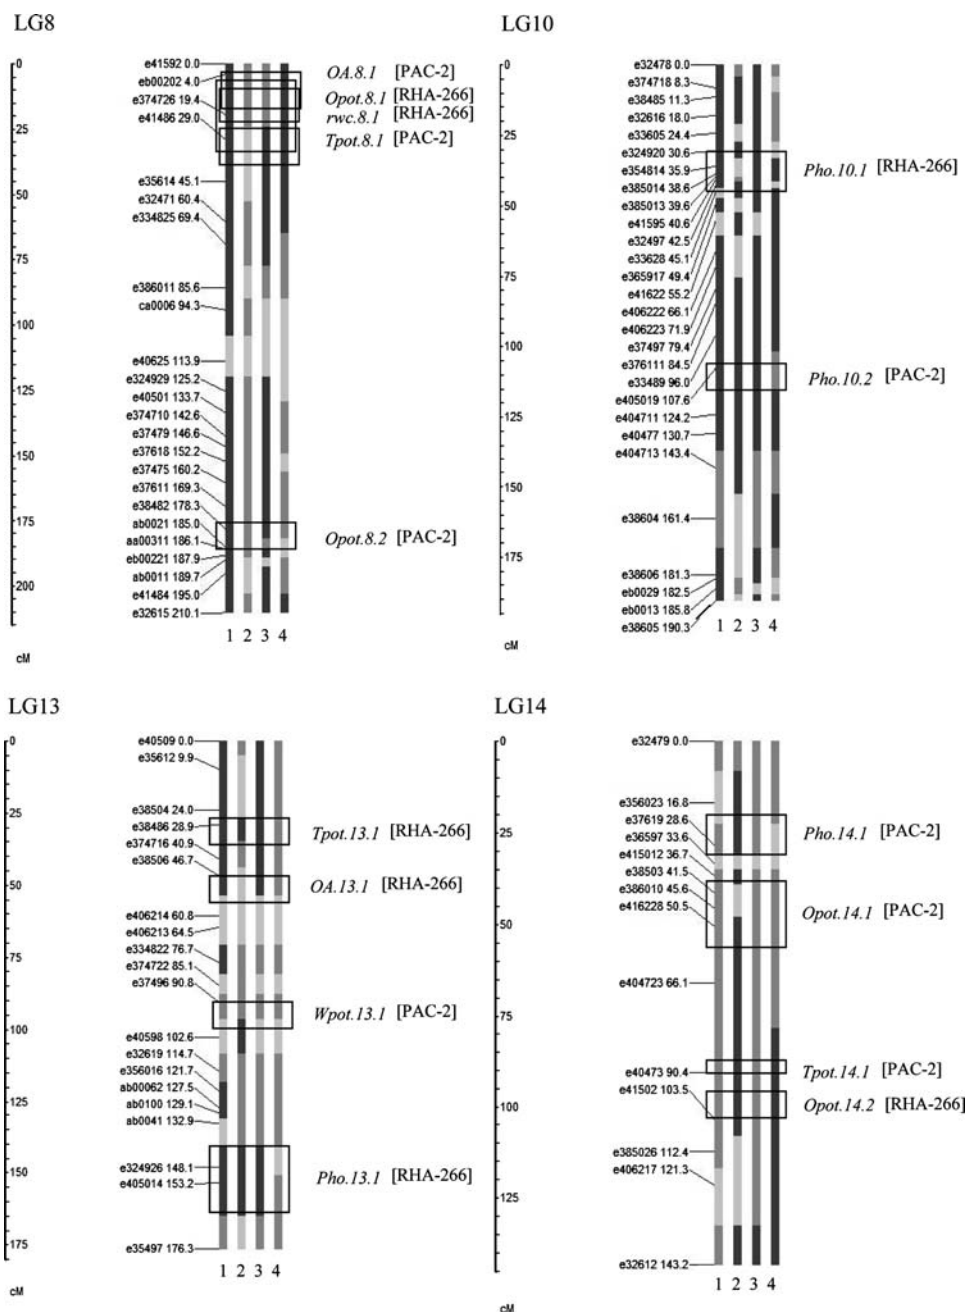 LG8
0
25
50
75
100
125
150
175
200
cM
e41592 0.0
eb00202 4.0
e374726 19.4
e41486 29.0
e35614 45.1
e32471 60.4
e334825 69.4
e386011 85.6
ca0006 94.3
e40625 113.9
e324929 125.2
e40501 133.7
e374710 142.6
e37479 146.6
e37618 152.2
e37475 160.2
e37611 169.3
e38482 178.3
ab0021 185.0
aa00311 186.1
eb00221 187.9
ab0011 189.7
e41484 195.0
e32615 210.1
OA.8.1 [PAC-2]
Opot.8.1 [RHA-266]
rwc.8.1 [RHA-266]
Tpot.8.1 [PAC-2]
Opot.8.2 [PAC-2]
1 2 3 4
LG10
0
25
50
75
100
125
150
175
cM
e32478 0.0
e374718 8.3
e38485 11.3
e32616 18.0
e33605 24.4
e324920 30.6
e354814 35.9
e385014 38.6
e385013 39.6
e41595 40.6
e32497 42.5
e33628 45.1
e365917 49.4
e41622 55.2
e406222 66.1
e406223 71.9
e37497 79.4
e376111 84.5
e33489 96.0
e405019 107.6
e404711 124.2
e40477 130.7
e404713 143.4
e38604 161.4
e38606 181.3
eb0029 182.5
eb0013 185.8
e38605 190.3
Pho.10.1 [RHA-266]
Pho.10.2 [PAC-2]
1 2 3 4
LG13
0
25
50
75
100
125
150
175
cM
e40509 0.0
e35612 9.9
e38504 24.0
e38486 28.9
e374716 40.9
e38506 46.7
e406214 60.8
e406213 64.5
e334822 76.7
e374722 85.1
e37496 90.8
e40598 102.6
e32619 114.7
e356016 121.7
ab00062 127.5
ab0100 129.1
ab0041 132.9
e324926 148.1
e405014 153.2
e35497 176.3
Tpot.13.1 [RHA-266]
OA.13.1 [RHA-266]
Wpot.13.1 [PAC-2]
Pho.13.1 [RHA-266]
1 2 3 4
LG14
0
25
50
75
100
125
cM
e32479 0.0
e356023 16.8
e37619 28.6
e36597 33.6
e415012 36.7
e38503 41.5
e386010 45.6
e416228 50.5
e404723 66.1
e40473 90.4
e41502 103.5
e385026 112.4
e406217 121.3
e32612 143.2
Pho.14.1 [PAC-2]
Opot.14.1 [PAC-2]
Tpot.14.1 [PAC-2]
Opot.14.2 [RHA-266]
1 2 3 4